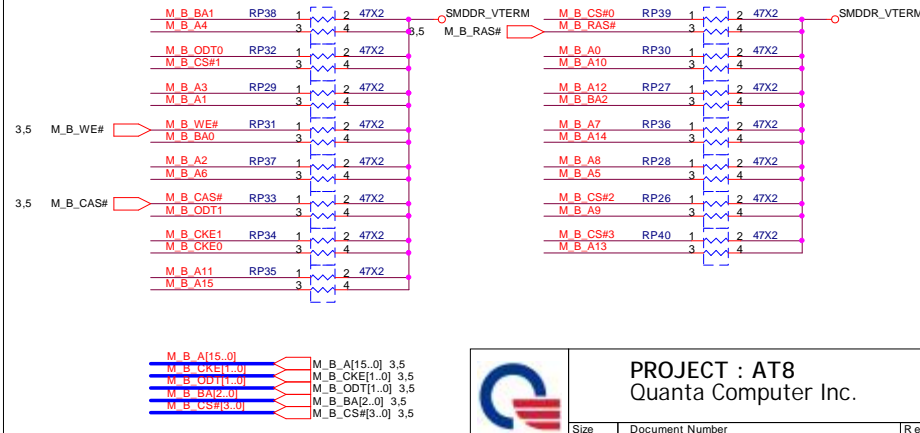 M_B_BA1 RP38 1 2 47X2 SMDDR_VTERM
M_B_A4 3 4
M_B_ODT0 RP32 1 2 47X2
M_B_CS#1 3 4
M_B_A3 RP29 1 2 47X2
M_B_A1 3 4
3,5 M_B_WE# M_B_WE# RP31 1 2 47X2
M_B_BA0 3 4
M_B_A2 RP37 1 2 47X2
M_B_A6 3 4
3,5 M_B_CAS# M_B_CAS# RP33 1 2 47X2
M_B_ODT1 3 4
M_B_CKE1 RP34 1 2 47X2
M_B_CKE0 3 4
M_B_A11 RP35 1 2 47X2
M_B_A15 3 4
M_B_CS#0 RP39 1 2 47X2 SMDDR_VTERM
3,5 M_B_RAS# M_B_RAS# 3 4
M_B_A0 RP30 1 2 47X2
M_B_A10 3 4
M_B_A12 RP27 1 2 47X2
M_B_BA2 3 4
M_B_A7 RP36 1 2 47X2
M_B_A14 3 4
M_B_A8 RP28 1 2 47X2
M_B_A5 3 4
M_B_CS#2 RP26 1 2 47X2
M_B_A9 3 4
M_B_CS#3 RP40 1 2 47X2
M_B_A13 3 4
M_B_A[15..0] M_B_A[15..0] 3,5
M_B_CKE[1..0] M_B_CKE[1..0] 3,5
M_B_ODT[1..0] M_B_ODT[1..0] 3,5
M_B_BA[2..0] M_B_BA[2..0] 3,5
M_B_CS#[3..0] M_B_CS#[3..0] 3,5
PROJECT : AT8
Quanta Computer Inc.
Size Document Number Re